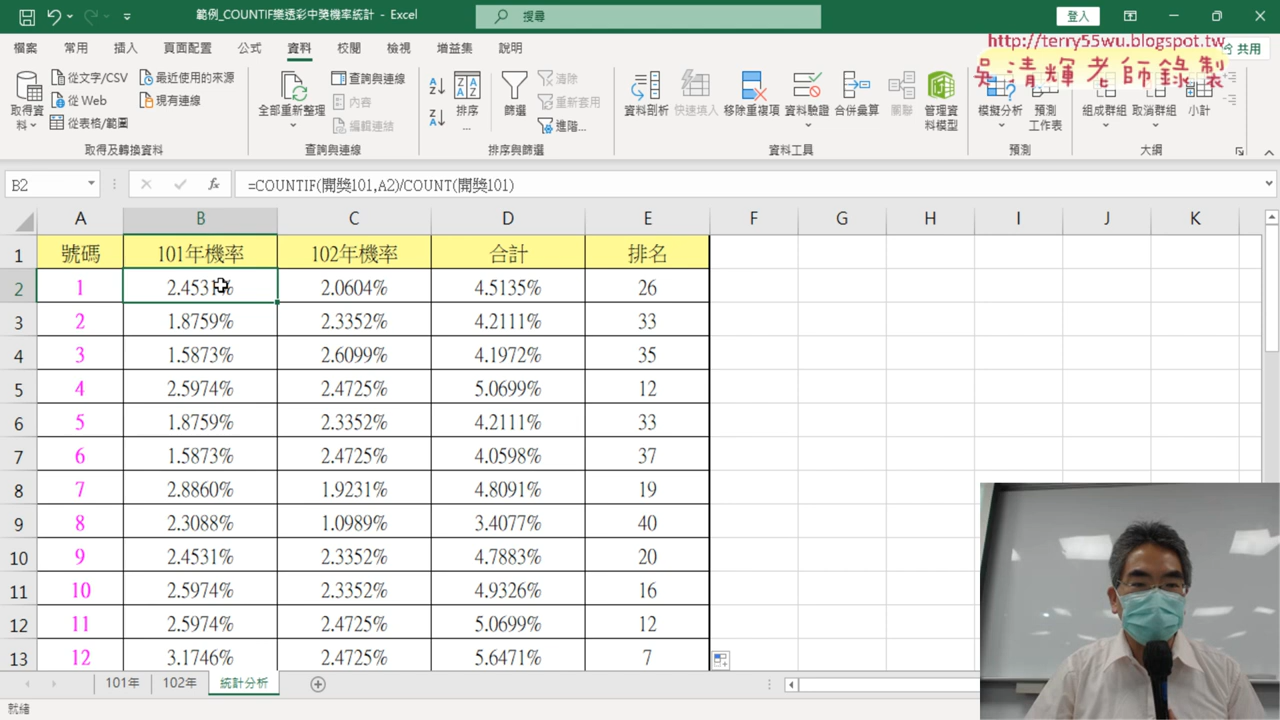 範例_COUNTIF樂透彩中獎機率統計 - Excel
搜尋
登入
http://terry55wu.blogspot.tw
吳清輝老師錄製
檔案 常用 插入 頁面配置 公式 資料 校閱 檢視 增益集 說明
共用
取得資料
從文字/CSV
從 Web
從表格/範圍
最近使用的來源
現有連線
全部重新整理
查詢與連線
內容
編輯連結
排序...
篩選
清除
重新套用
進階...
資料剖析
快速填入
移除重複項
資料驗證
合併彙算
關聯
管理資料模型
模擬分析
預測工作表
組成群組
取消群組
小計
取得及轉換資料 查詢與連線 排序與篩選 資料工具 預測 大綱
B2
fx
=COUNTIF(開獎101,A2)/COUNT(開獎101)
A B C D E F G H I J K
1 號碼 101年機率 102年機率 合計 排名
2 1 2.4531% 2.0604% 4.5135% 26
3 2 1.8759% 2.3352% 4.2111% 33
4 3 1.5873% 2.6099% 4.1972% 35
5 4 2.5974% 2.4725% 5.0699% 12
6 5 1.8759% 2.3352% 4.2111% 33
7 6 1.5873% 2.4725% 4.0598% 37
8 7 2.8860% 1.9231% 4.8091% 19
9 8 2.3088% 1.0989% 3.4077% 40
10 9 2.4531% 2.3352% 4.7883% 20
11 10 2.5974% 2.3352% 4.9326% 16
12 11 2.5974% 2.4725% 5.0699% 12
13 12 3.1746% 2.4725% 5.6471% 7
101年 102年 統計分析
就緒